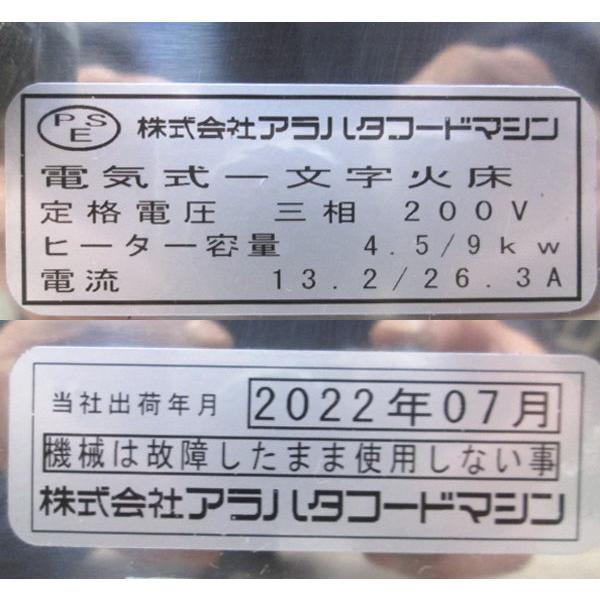 PSE 株式会社アラハタフードマシン
電気式一文字火床
定格電圧 三相 200V
ヒーター容量 4.5/9kw
電流 13.2/26.3A
当社出荷年月 2022年07月
機械は故障したまま使用しない事
株式会社アラハタフードマシン